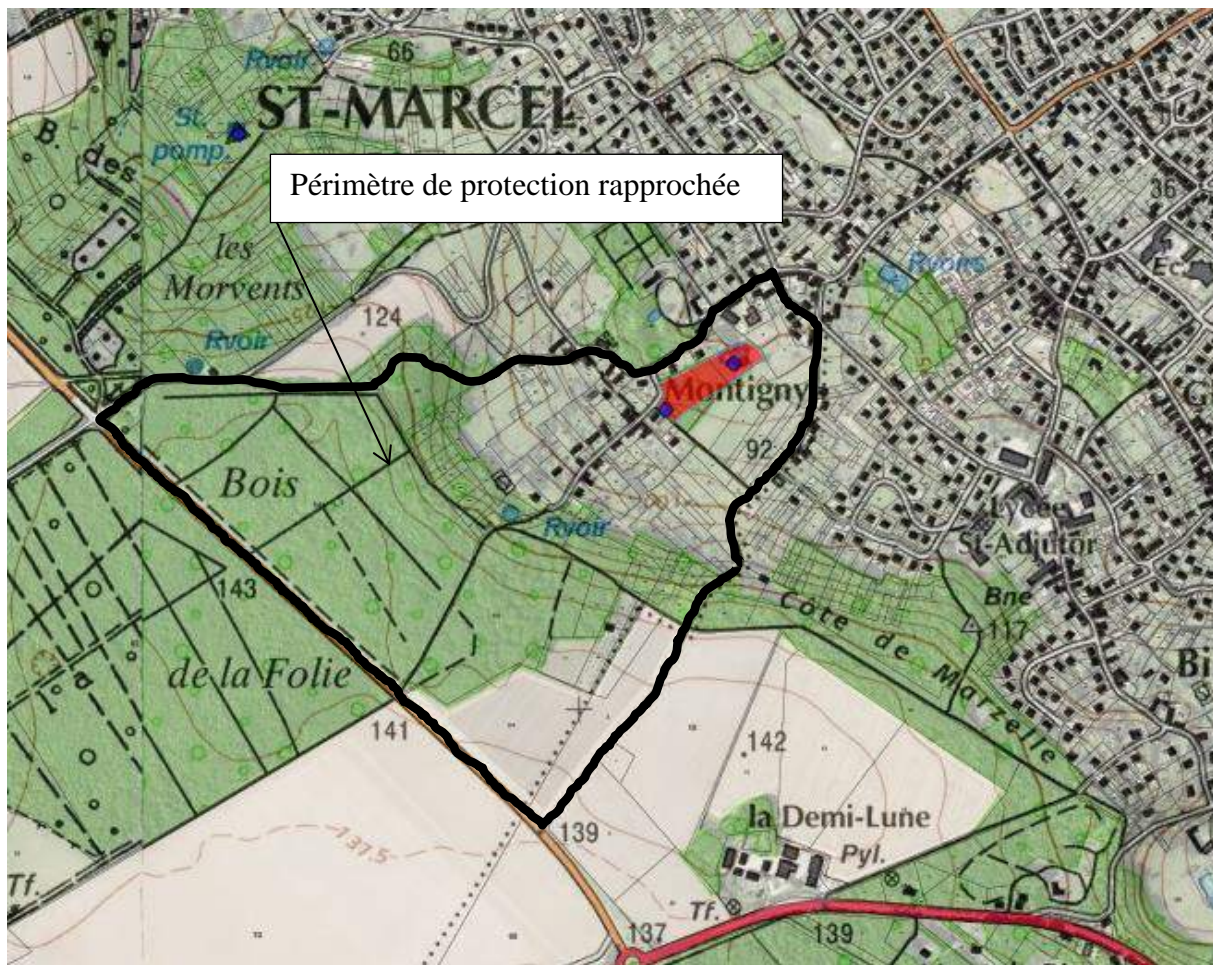 Rvoir
66
ST-MARCEL
St.
pomp.
B. des
Périmètre de protection rapprochée
36
les
Morvents
Rvoirs
Ec.
124
Rvoir
Montigny
G
92
Bois
Rvoir
Lycée
St-Adjutor
143
Bne
117
Côte de Marzelle
Bi
de la Folie
141
142
139
la Demi-Lune
Pyl.
137,5
Tf.
Tf.
137
139